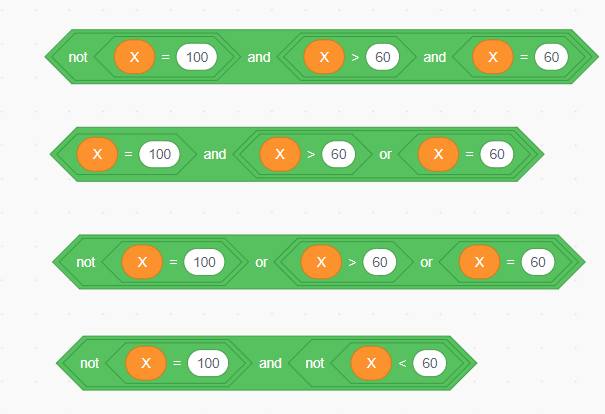 not X = 100 and X > 60 and X = 60
X = 100 and X > 60 or X = 60
not X = 100 or X > 60 or X = 60
not X = 100 and not X < 60